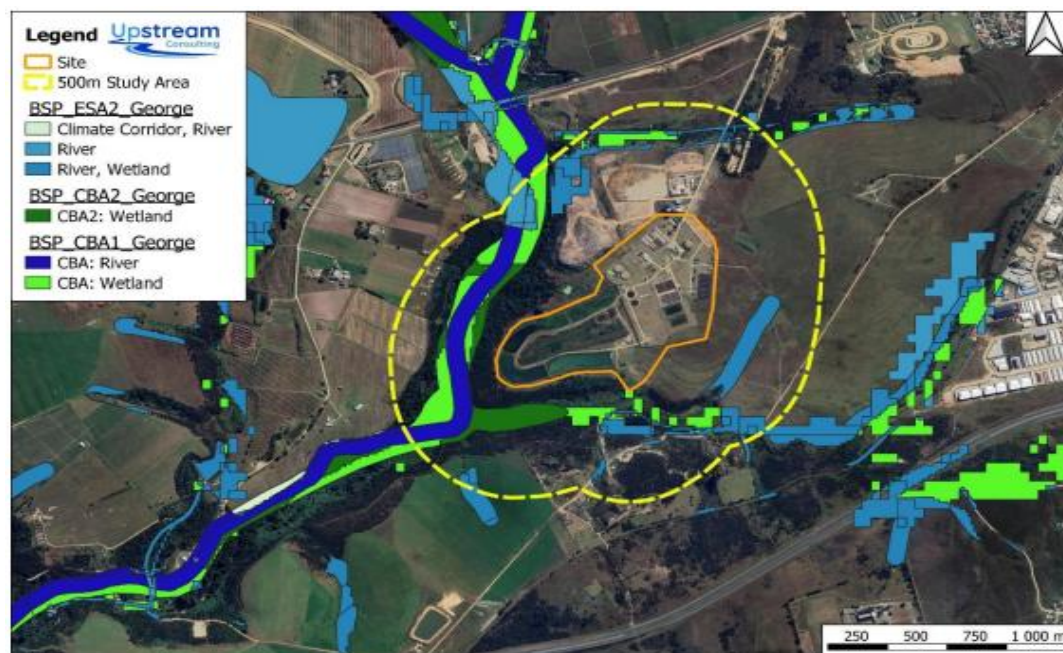 Legend Upstream
Consulting
Site
500m Study Area
BSP_ESA2_George
Climate Corridor, River
River
River, Wetland
BSP_CBA2_George
CBA2: Wetland
BSP_CBA1_George
CBA: River
CBA: Wetland
250 500 750 1 000 m